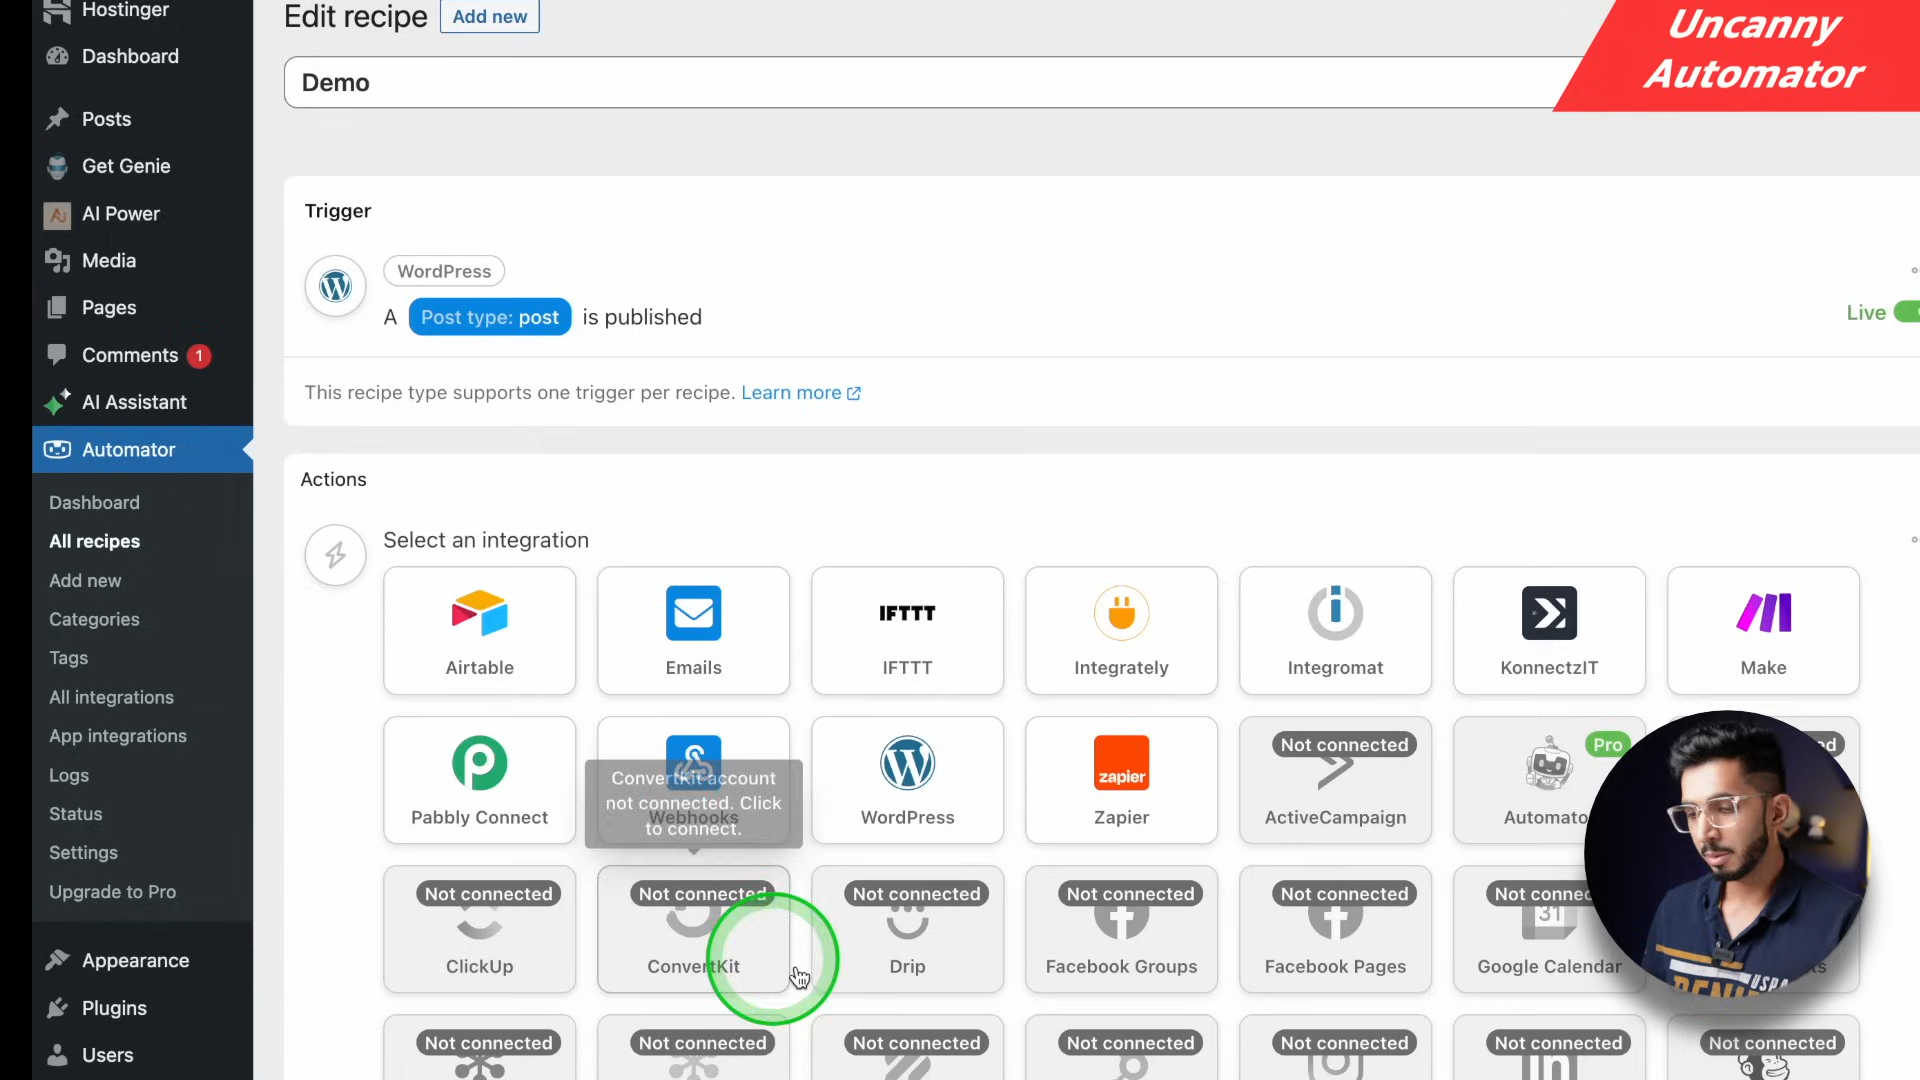 Hostinger
Dashboard
Posts
Get Genie
AI Power
Media
Pages
Comments 1
AI Assistant
Automator
Dashboard
All recipes
Add new
Categories
Tags
All integrations
App integrations
Logs
Status
Settings
Upgrade to Pro
Appearance
Plugins
Users
Edit recipe
Add new
Uncanny
Automator
Demo
Trigger
WordPress
A Post type: post is published
Live
This recipe type supports one trigger per recipe. Learn more
Actions
Select an integration
Airtable
Emails
IFTTT
IFTTT
Integrately
Integromat
KonnectzIT
Make
Pabbly Connect
ConvertKit account
not connected. Click
to connect.
Webhooks
WordPress
zapier
Zapier
Not connected
ActiveCampaign
Pro
Not connected
ClickUp
Not connected
ConvertKit
Not connected
Drip
Not connected
Facebook Groups
Not connected
Facebook Pages
31
Google Calendar
Not connected
Not connected
Not connected
Not connected
Not connected
Not connected
Not connected